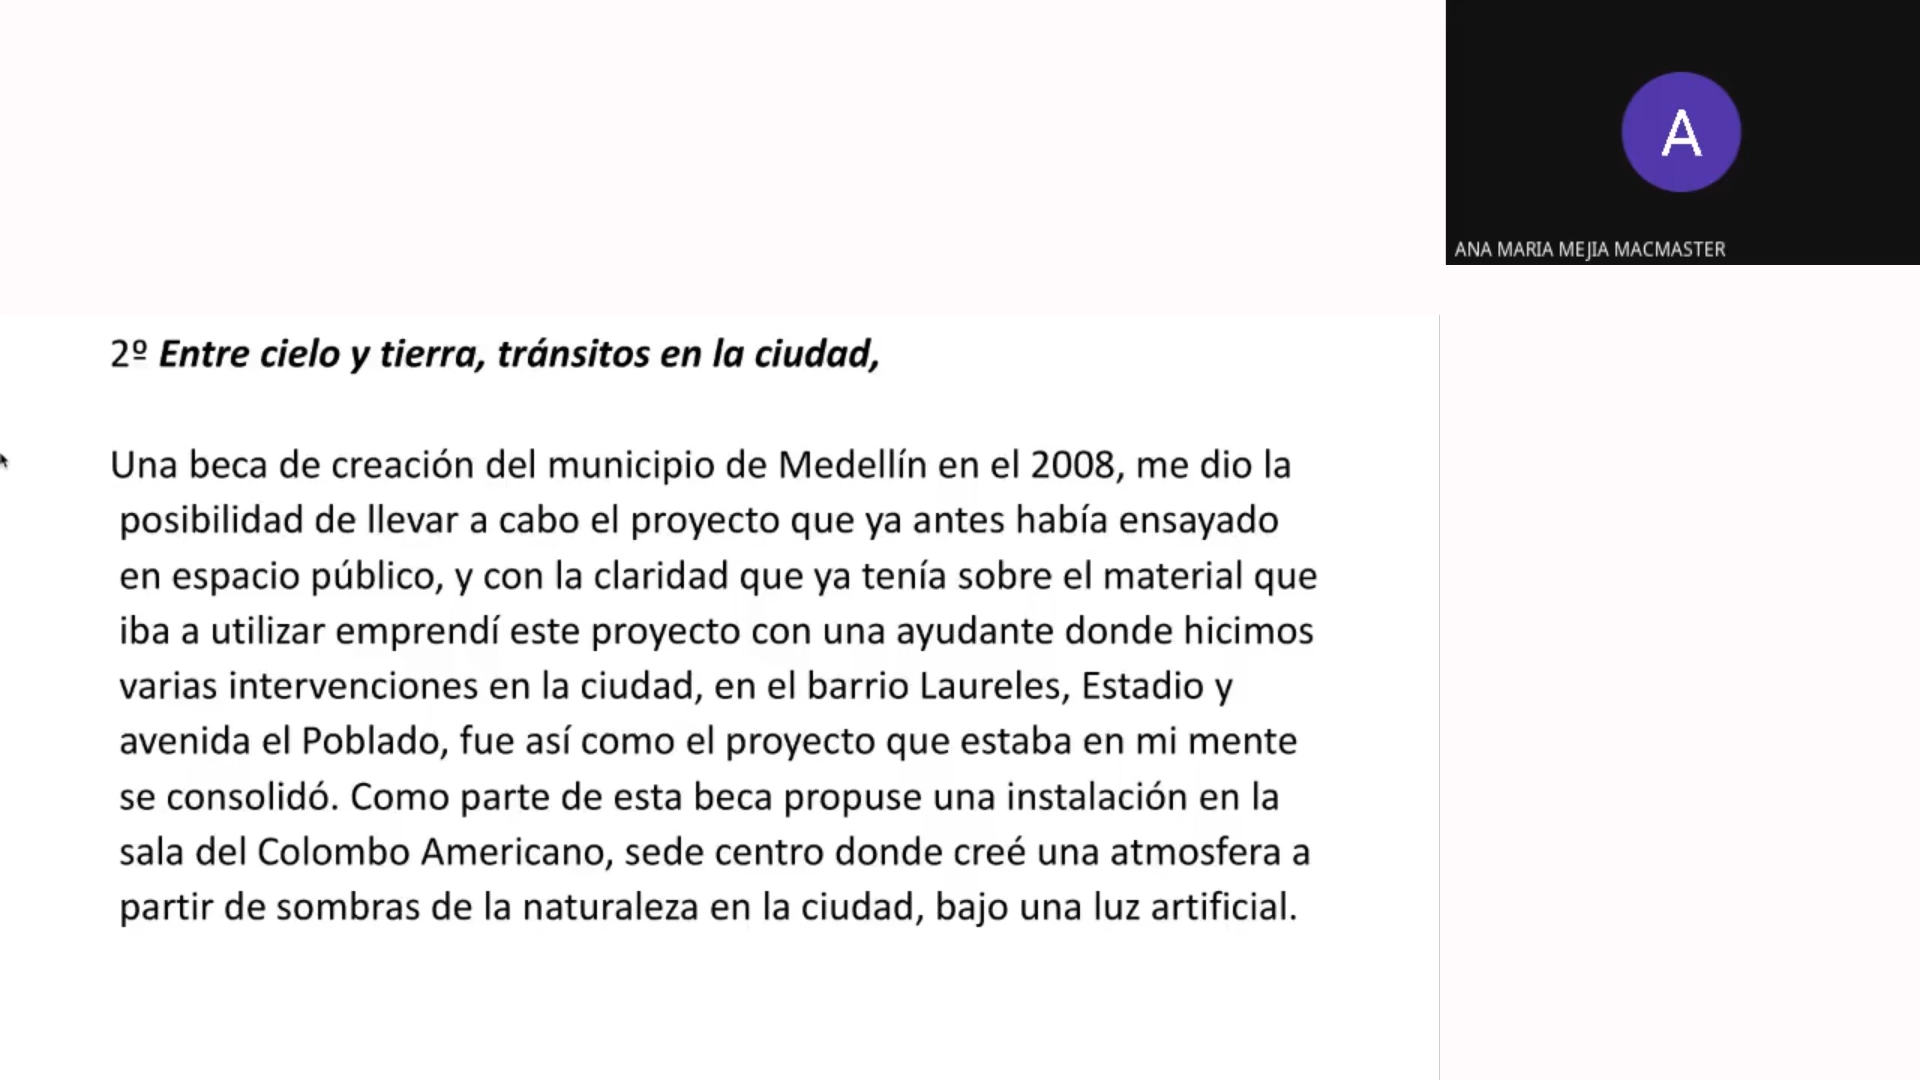 A
ANA MARIA MEJIA MACMASTER
2º Entre cielo y tierra, tránsitos en la ciudad,
Una beca de creación del municipio de Medellín en el 2008, me dio la
posibilidad de llevar a cabo el proyecto que ya antes había ensayado
en espacio público, y con la claridad que ya tenía sobre el material que
iba a utilizar emprendí este proyecto con una ayudante donde hicimos
varias intervenciones en la ciudad, en el barrio Laureles, Estadio y
avenida el Poblado, fue así como el proyecto que estaba en mi mente
se consolidó. Como parte de esta beca propuse una instalación en la
sala del Colombo Americano, sede centro donde creé una atmosfera a
partir de sombras de la naturaleza en la ciudad, bajo una luz artificial.